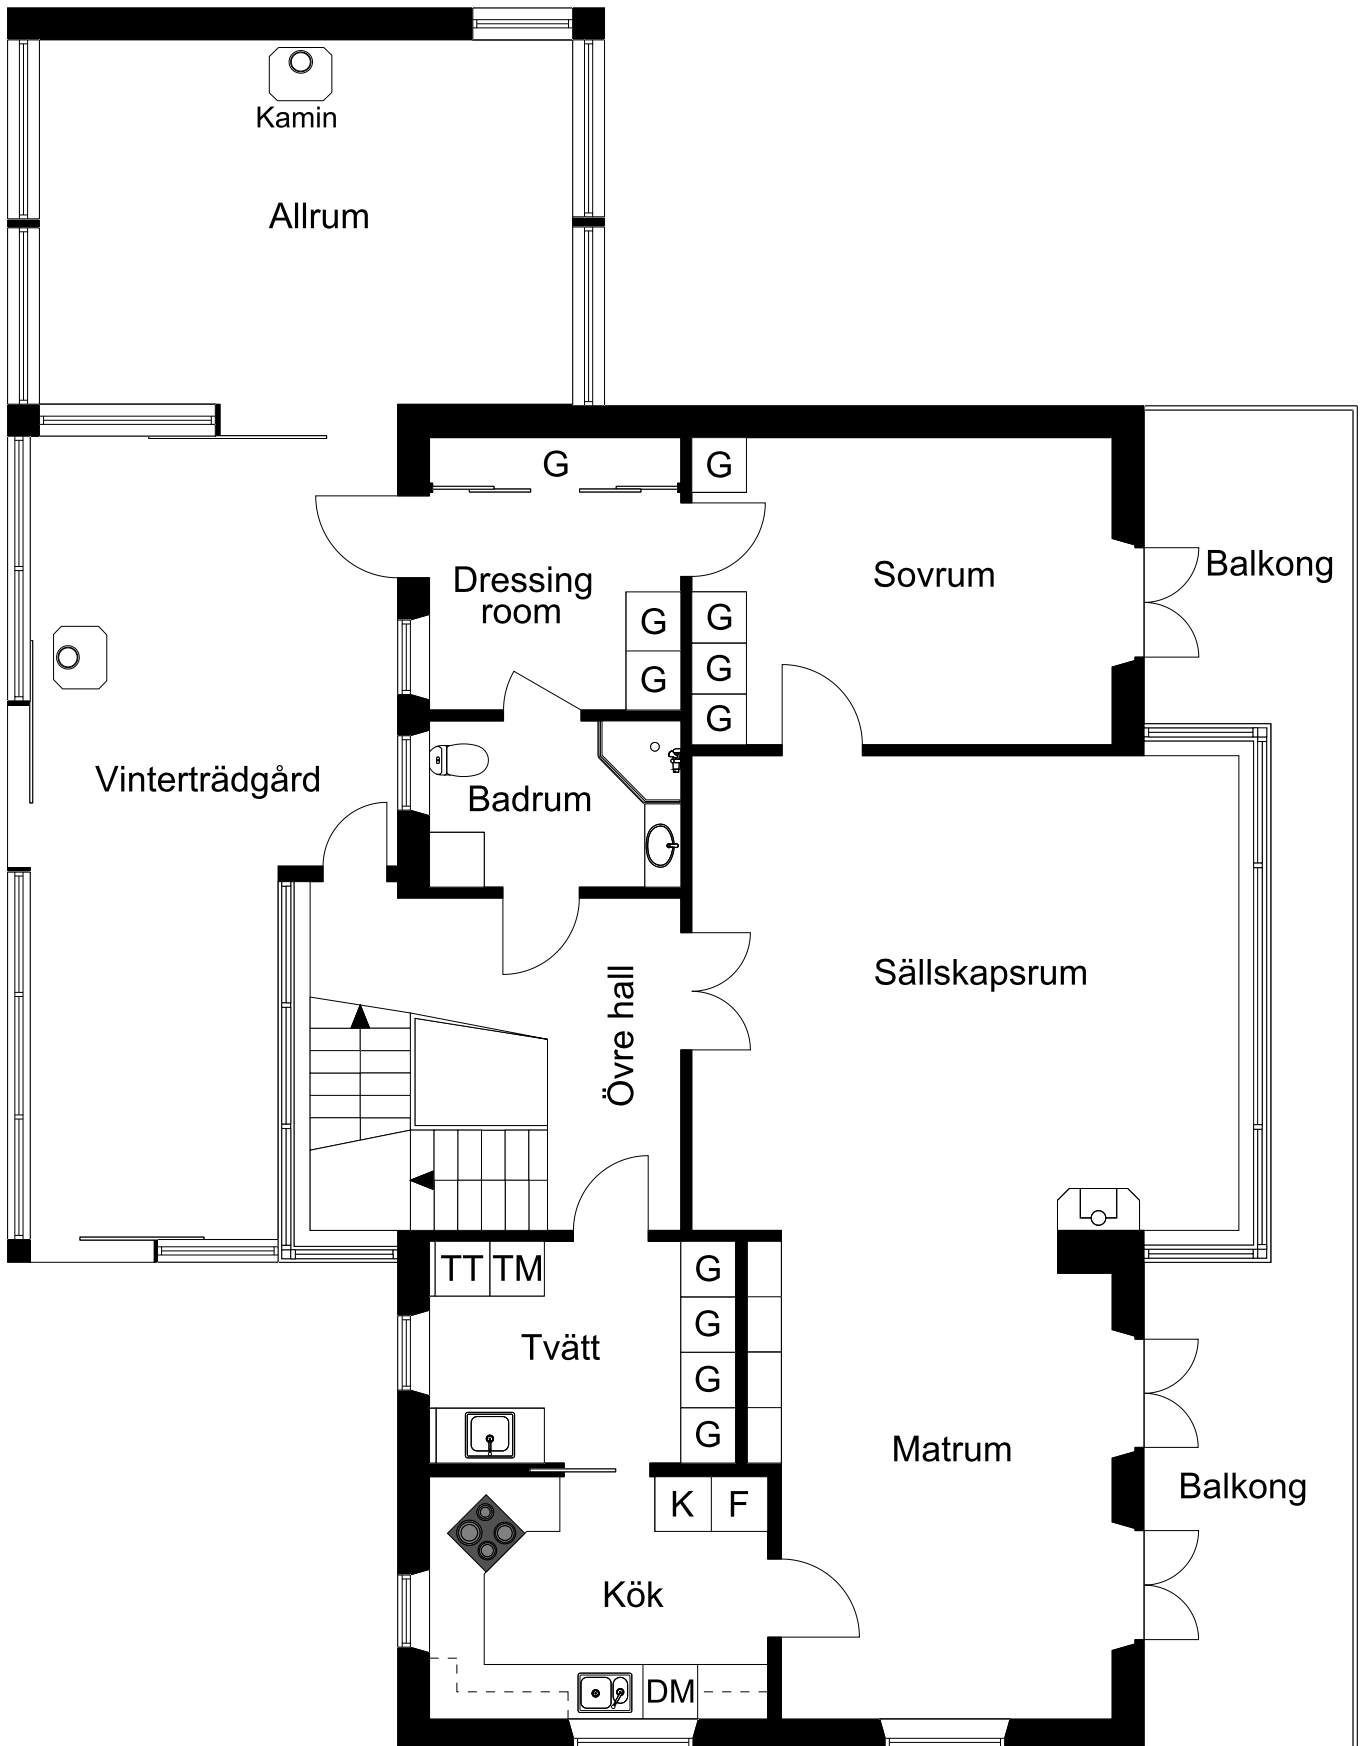 Kamin
Allrum
G
G
Dressing
room
Sovrum
Balkong
G
G
G
G
G
Vinterträdgård
Badrum
Sällskapsrum
Övre hall
TT
TM
G
G
G
G
Tvätt
Matrum
Balkong
K
F
Kök
DM